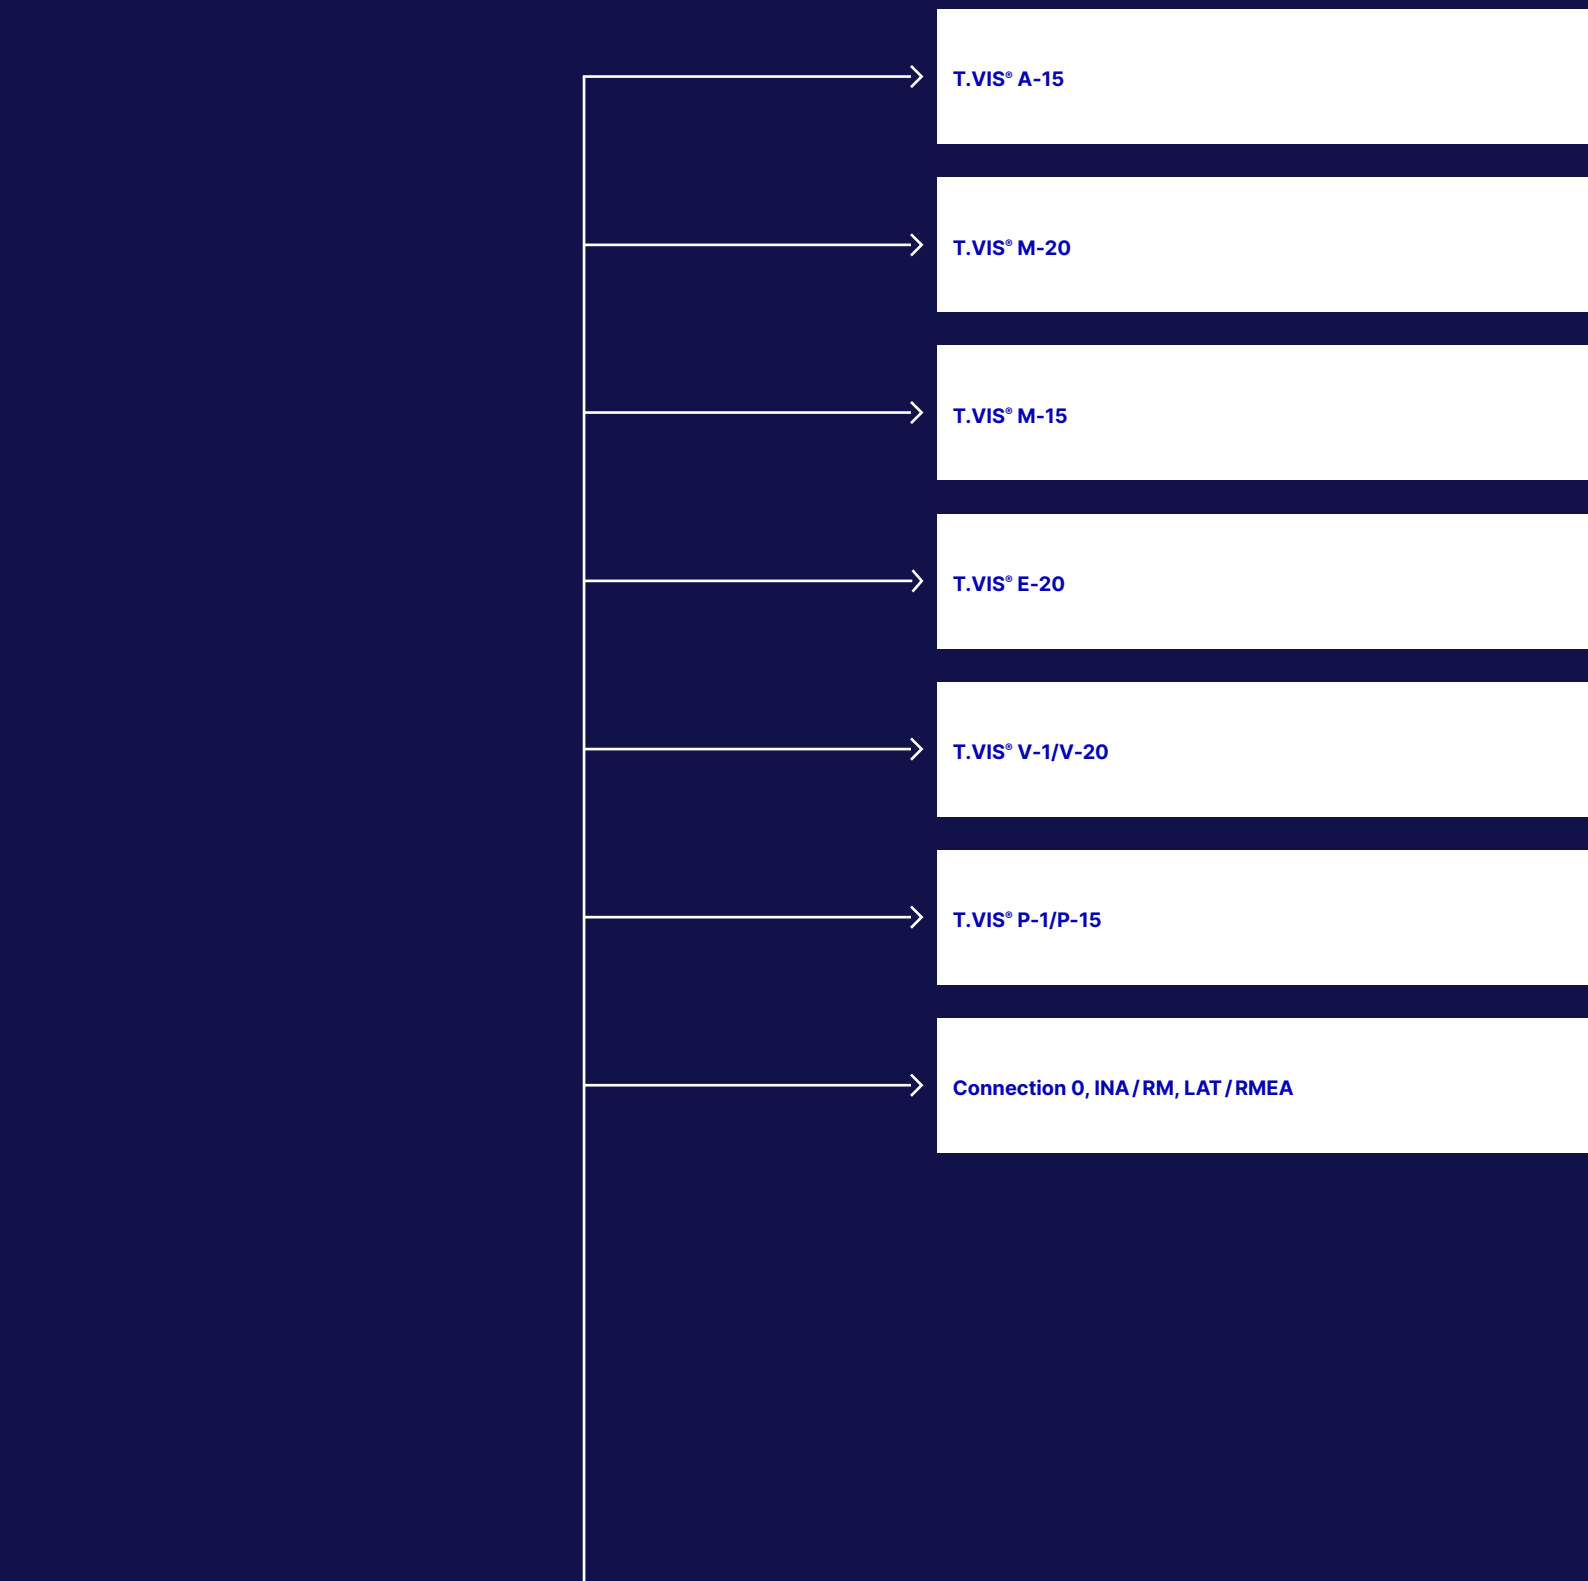 T.VIS® A-15
T.VIS® M-20
T.VIS® M-15
T.VIS® E-20
T.VIS® V-1/V-20
T.VIS® P-1/P-15
Connection 0, INA / RM, LAT / RMEA